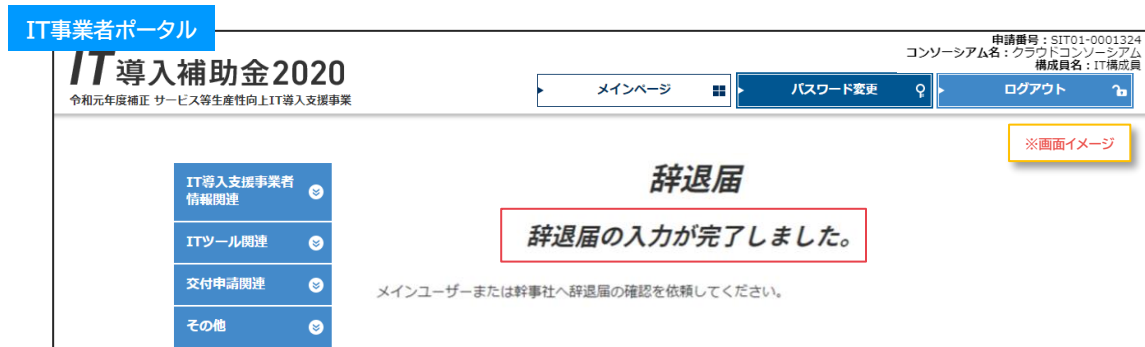 IT事業者ポータル
申請番号：SIT01-0001324
コンソーシアム名：クラウドコンソーシアム
構成員名：IT構成員
IT導入補助金2020
令和元年度補正 サービス等生産性向上IT導入支援事業
メインページ
パスワード変更
ログアウト
※画面イメージ
IT導入支援事業者
情報関連
ITツール関連
交付申請関連
その他
辞退届
辞退届の入力が完了しました。
メインユーザーまたは幹事社へ辞退届の確認を依頼してください。